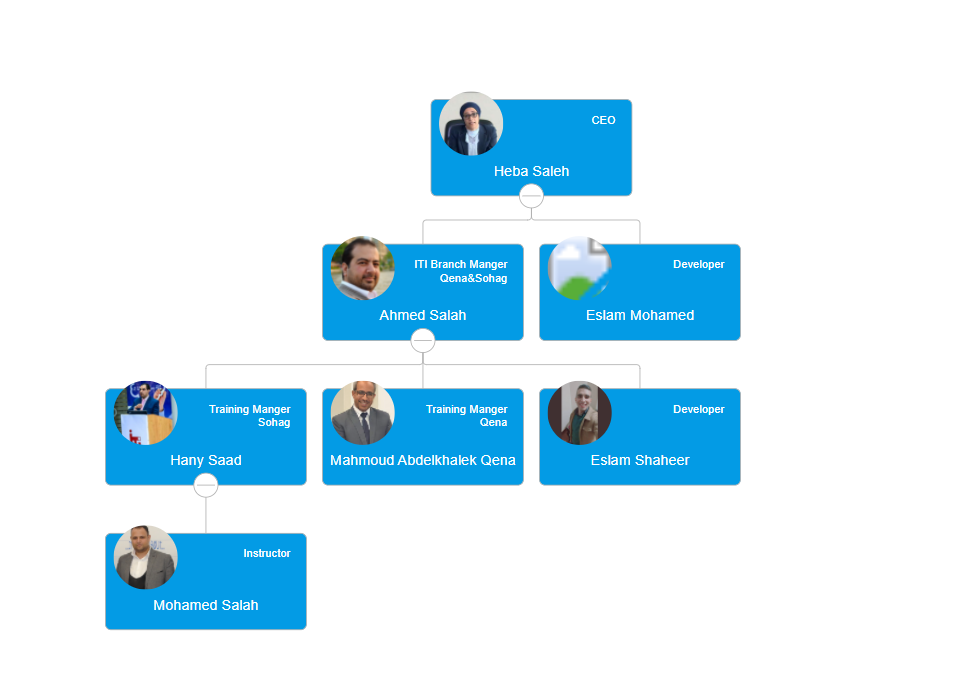 CEO
Heba Saleh
ITI Branch Manger
Qena&Sohag
Ahmed Salah
Developer
Eslam Mohamed
Training Manger
Sohag
Hany Saad
Training Manger
Qena
Mahmoud Abdelkhalek Qena
Developer
Eslam Shaheer
Instructor
Mohamed Salah